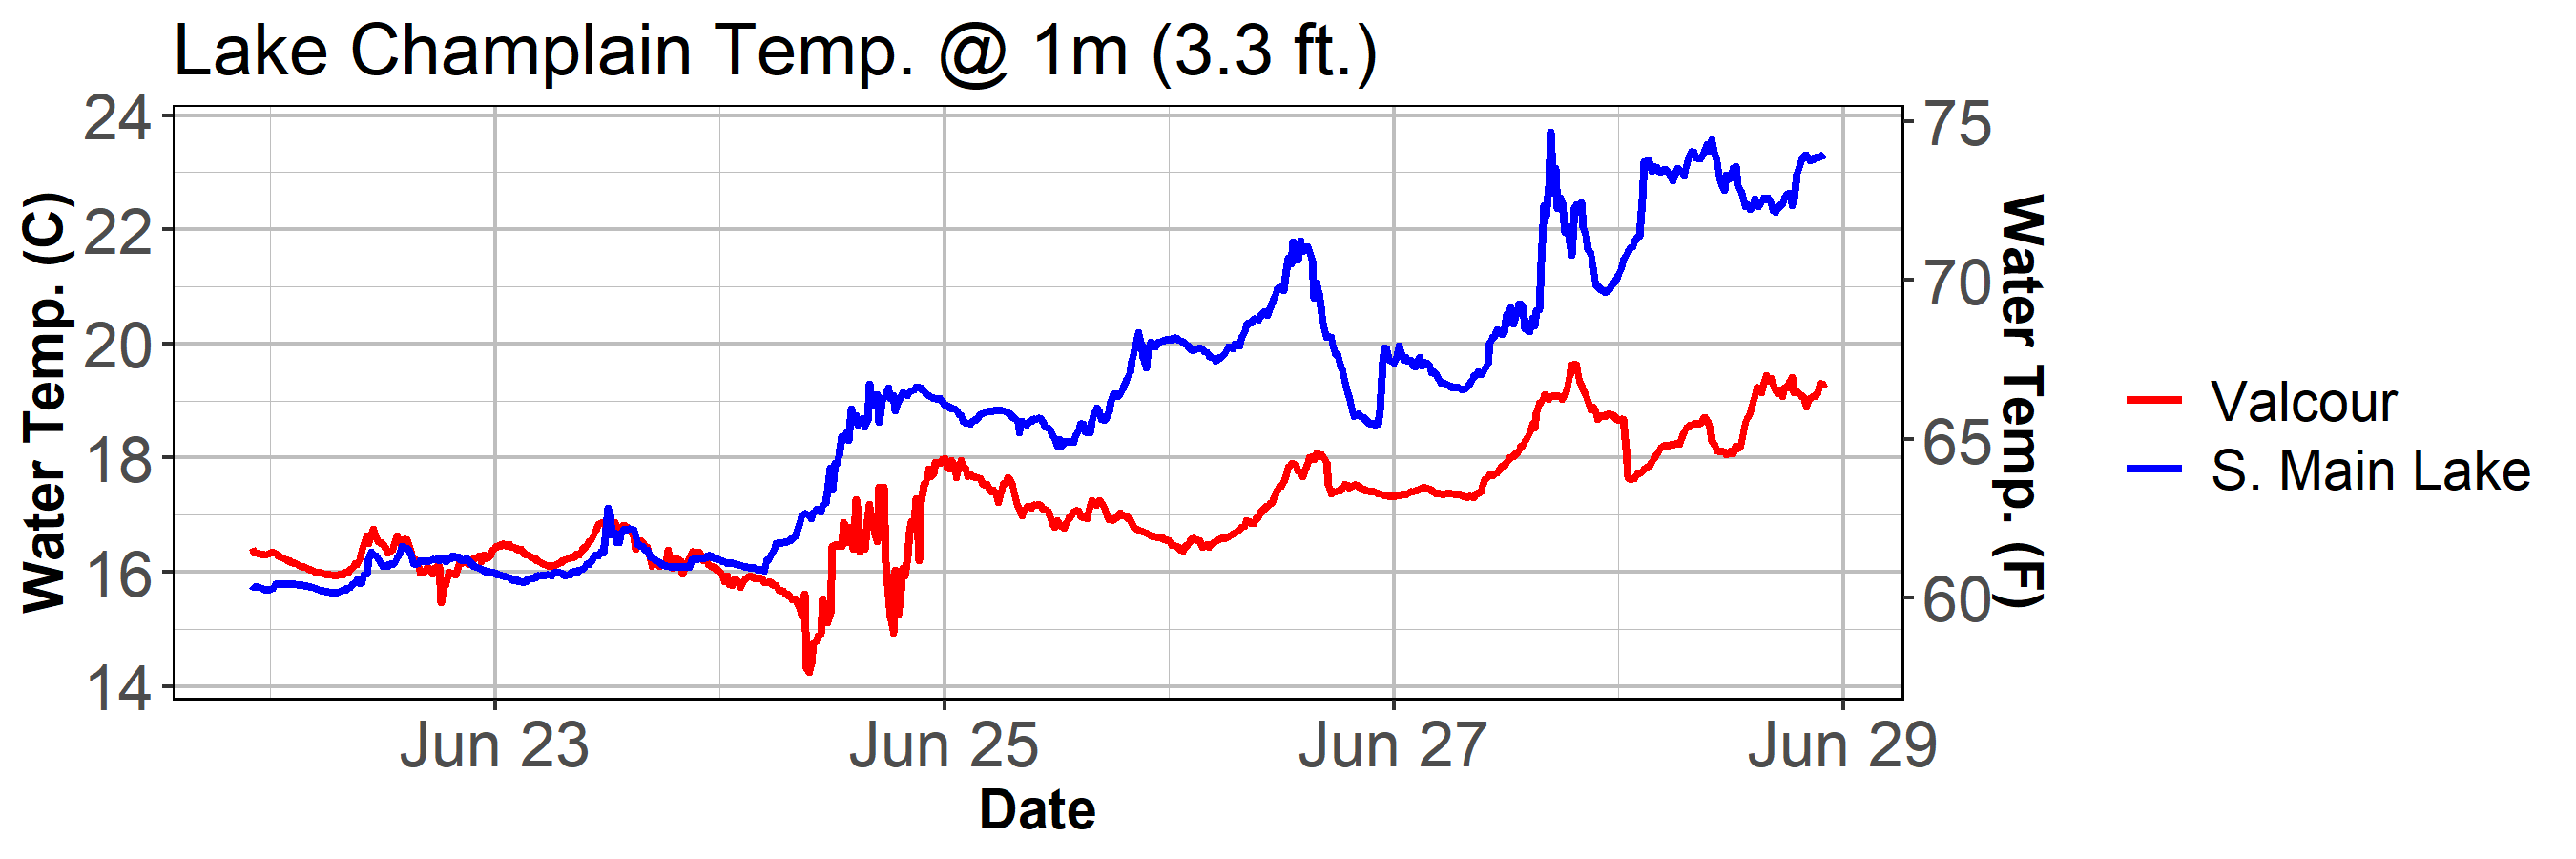 Lake Champlain Temp. @ 1m (3.3 ft.)
24
22
20
18
16
14
Water Temp. (C)
75
70
65
60
Water Temp. (F)
Jun 23
Jun 25
Jun 27
Jun 29
Date
Valcour
S. Main Lake